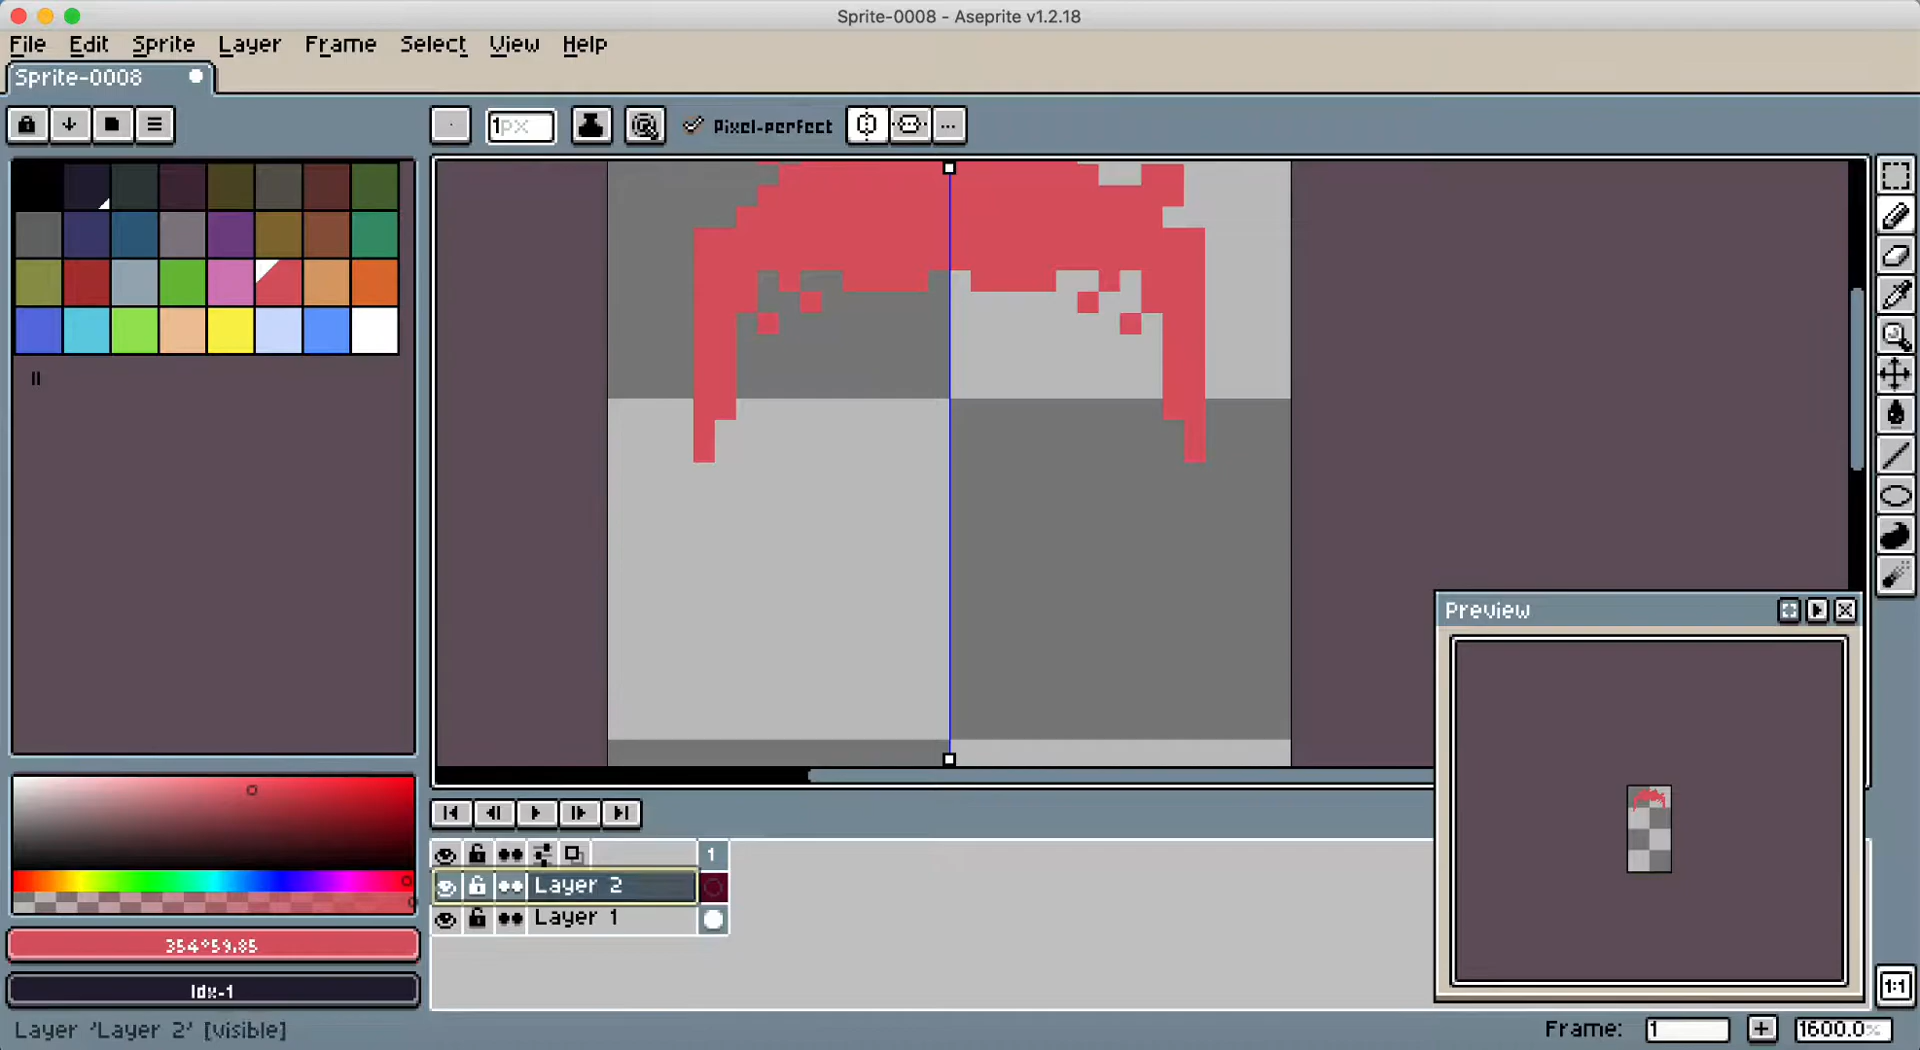 Sprite-0008 - Aseprite v1.2.18
File Edit Sprite Layer Frame Select View Help
Sprite-0008
1px Pixel-perfect ...
Preview
1
Layer 2
Layer 1
354°59.85
Idx-1
1:1
Layer 'Layer 2' [visible]
Frame: 1 + 1600.0%